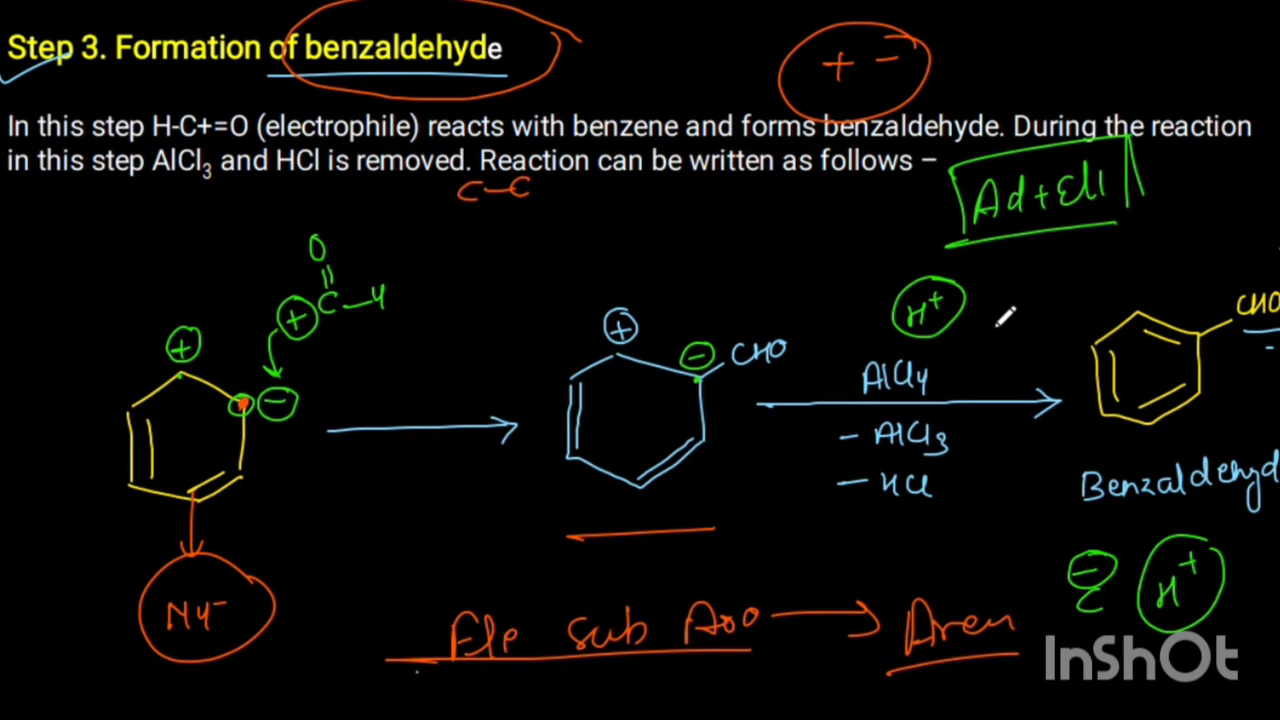 Step 3. Formation of benzaldehyde
+ −
In this step H-C+=O (electrophile) reacts with benzene and forms benzaldehyde. During the reaction
in this step AlCl₃ and HCl is removed. Reaction can be written as follows –
C–C
Ad + Eli
O
+ C – H
+
−
+
− CHO
H+
AlCl4
– AlCl3
– HCl
CHO
Benzaldehyd
Nu−
Ele Sub Aro → Aren
−
C
H+
InShOt